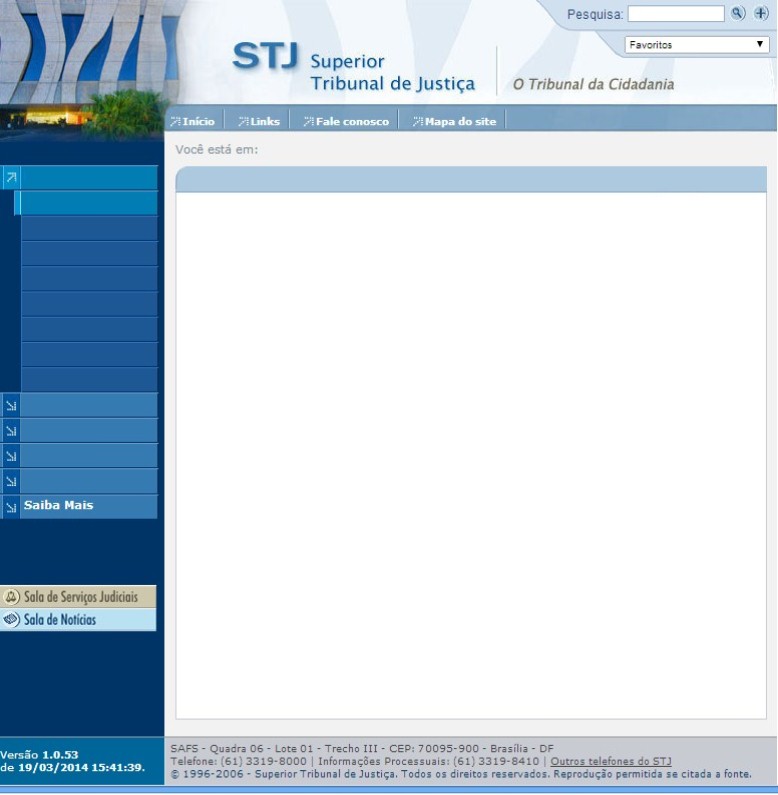 Pesquisa:
Favoritos
STJ Superior
Tribunal de Justiça
O Tribunal da Cidadania
Início Links Fale conosco Mapa do site
Você está em:
Saiba Mais
Sala de Serviços Judiciais
Sala de Notícias
Versão 1.0.53
de 19/03/2014 15:41:39.
SAFS - Quadra 06 - Lote 01 - Trecho III - CEP: 70095-900 - Brasília - DF
Telefone: (61) 3319-8000 | Informações Processuais: (61) 3319-8410 | Outros telefones do STJ
© 1996-2006 - Superior Tribunal de Justiça. Todos os direitos reservados. Reprodução permitida se citada a fonte.